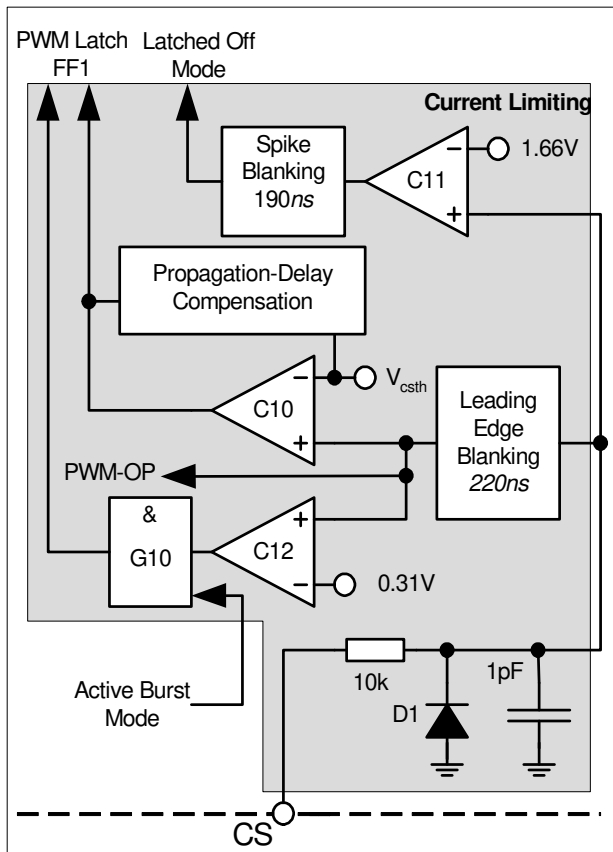 PWM Latch
FF1
Latched Off
Mode
Current Limiting
Spike
Blanking
190ns
C11
1.66V
Propagation-Delay
Compensation
Vcsth
C10
Leading
Edge
Blanking
220ns
PWM-OP
&
G10
C12
0.31V
Active Burst
Mode
10k
D1
1pF
CS